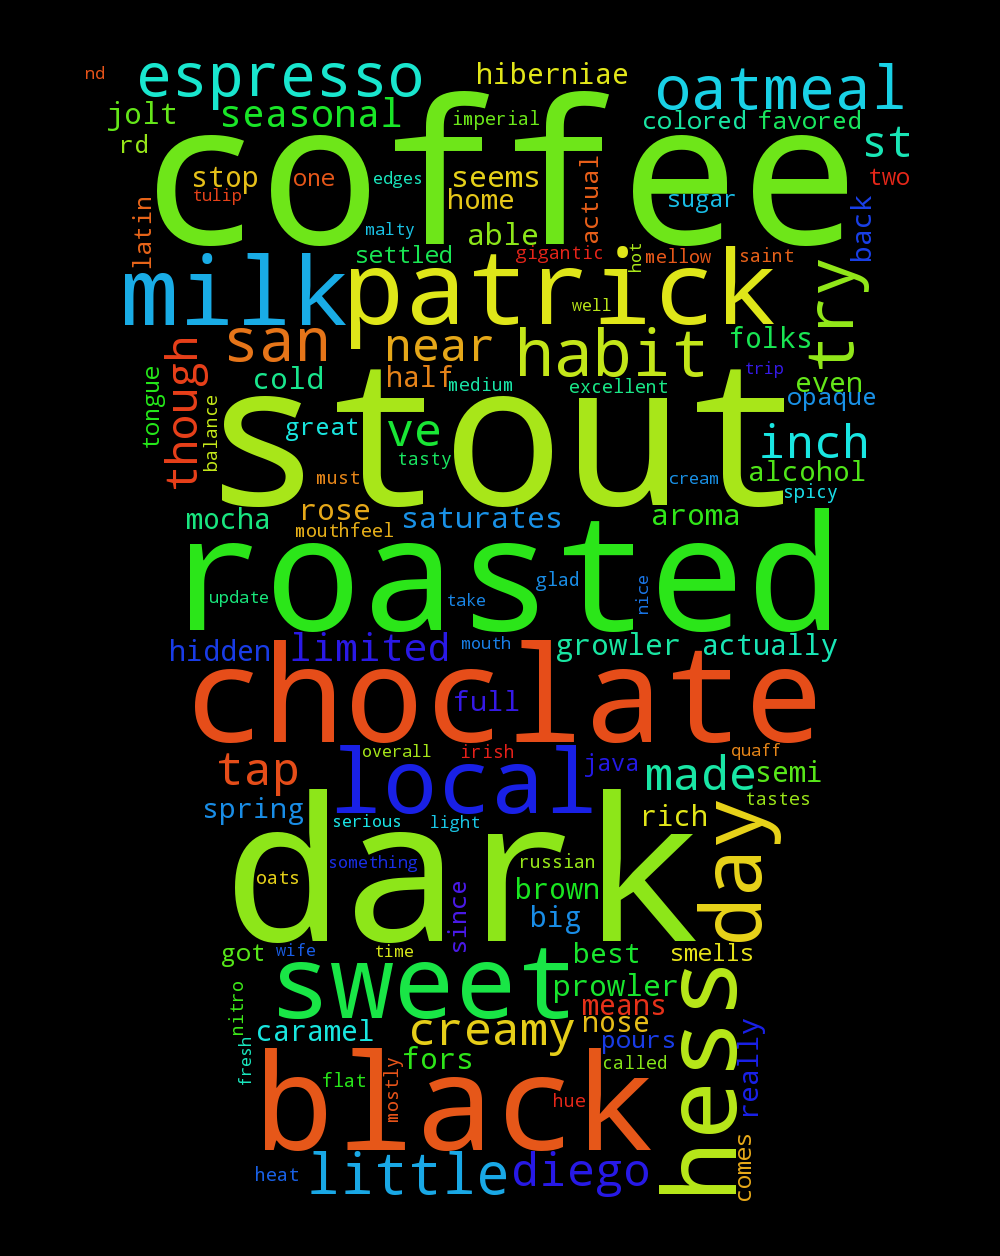 nd
espresso
hiberniae
oatmeal
jolt
seasonal
imperial
colored
favored
coffee
rd
st
stop
one
edges
seems
actual
two
tulip
home
sugar
latin
malty
able
back
settled
gigantic
hot
mellow
saint
milk
patrick
try
well
san
near
habit
folks
though
cold
half
medium
excellent
trip
even
tongue
balance
opaque
stout
great
ve
inch
tasty
alcohol
must
cream
spicy
mocha
rose
saturates
aroma
mouthfeel
roasted
update
take
glad
nice
hidden
limited
mouth
growler
actually
choclate
full
tap
overall
irish
java
quaff
local
made
semi
spring
tastes
serious
light
rich
day
dark
something
russian
oats
brown
since
big
got
wife
time
best
smells
sweet
prowler
nitro
means
hess
caramel
creamy
nose
really
fresh
fors
pours
called
black
flat
mostly
hue
heat
little
diego
comes